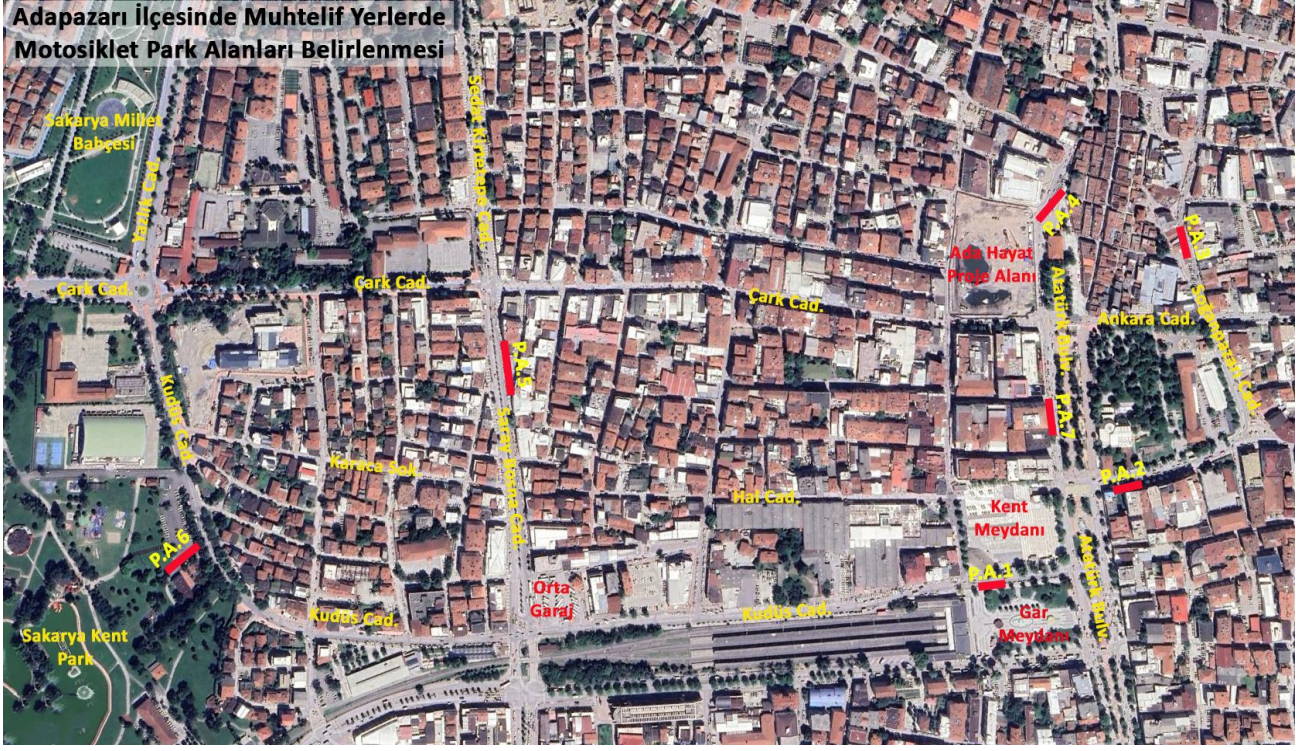 Adapazarı İlçesinde Muhtelif Yerlerde
Motosiklet Park Alanları Belirlenmesi
Sakarya Millet
Bahçesi
Yazlık Cad.
Sedat Kirtetepe Cad.
P.A.4
P.A.3
Ada Hayat
Proje Alanı
Çark Cad.
Çark Cad.
Çark Cad.
Atatürk Bulv.
Ankara Cad.
Soğanpazarı Cad.
P.A.5
Kudüs Cad.
P.A.7
Saray Bosna Cad.
Karaca Sok.
P.A.2
Hal Cad.
Kent
Meydanı
P.A.6
Atatürk Bulv.
P.A.1
Orta
Garaj
Kudüs Cad.
Kudüs Cad.
Gar
Meydanı
Sakarya Kent
Park